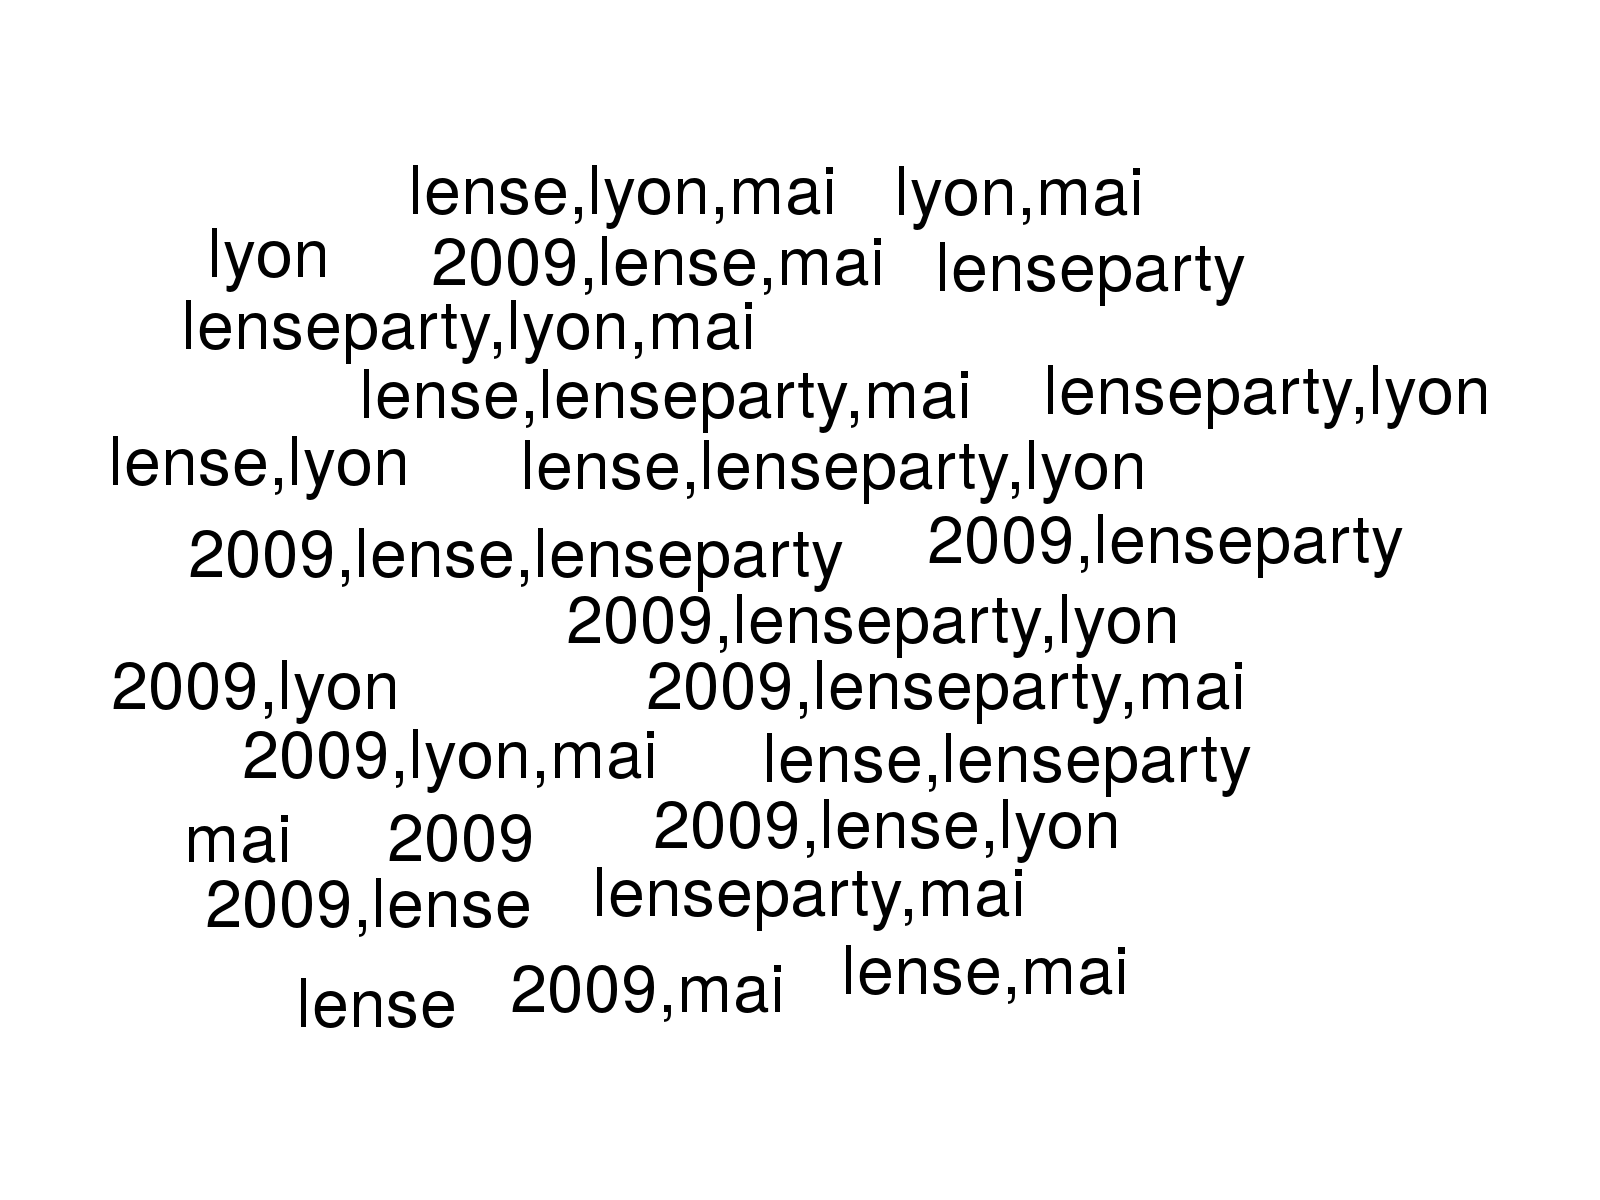 lense,lyon,mai lyon,mai
lyon 2009,lense,mai lenseparty
lenseparty,lyon,mai
lense,lenseparty,mai lenseparty,lyon
lense,lyon lense,lenseparty,lyon
2009,lense,lenseparty 2009,lenseparty
2009,lenseparty,lyon
2009,lyon 2009,lenseparty,mai
2009,lyon,mai lense,lenseparty
mai 2009 2009,lense,lyon
2009,lense lenseparty,mai
lense 2009,mai lense,mai